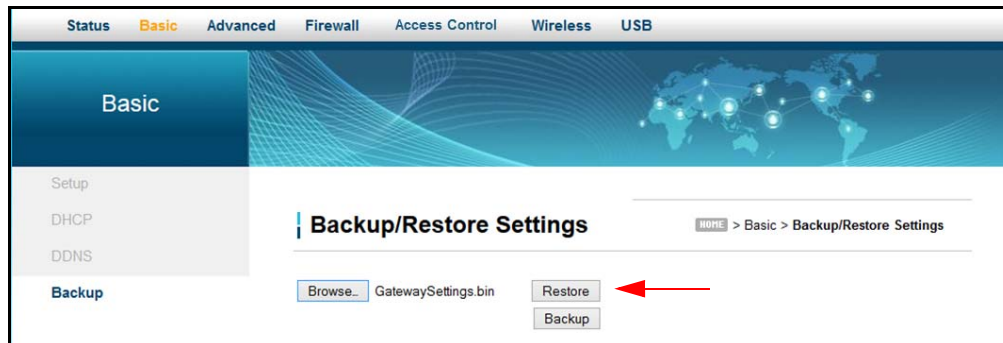 Status Basic Advanced Firewall Access Control Wireless USB
Basic
Setup
DHCP
DDNS
Backup
Backup/Restore Settings
HOME > Basic > Backup/Restore Settings
Browse.. GatewaySettings.bin Restore
Backup